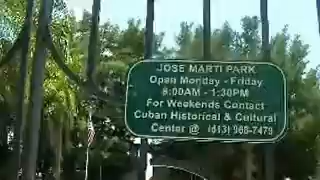 JOSE MARTI PARK
Open Monday - Friday
8:00AM - 1:30PM
For Weekends Contact
Cuban Historical & Cultural
Center @ (813) 968-7479